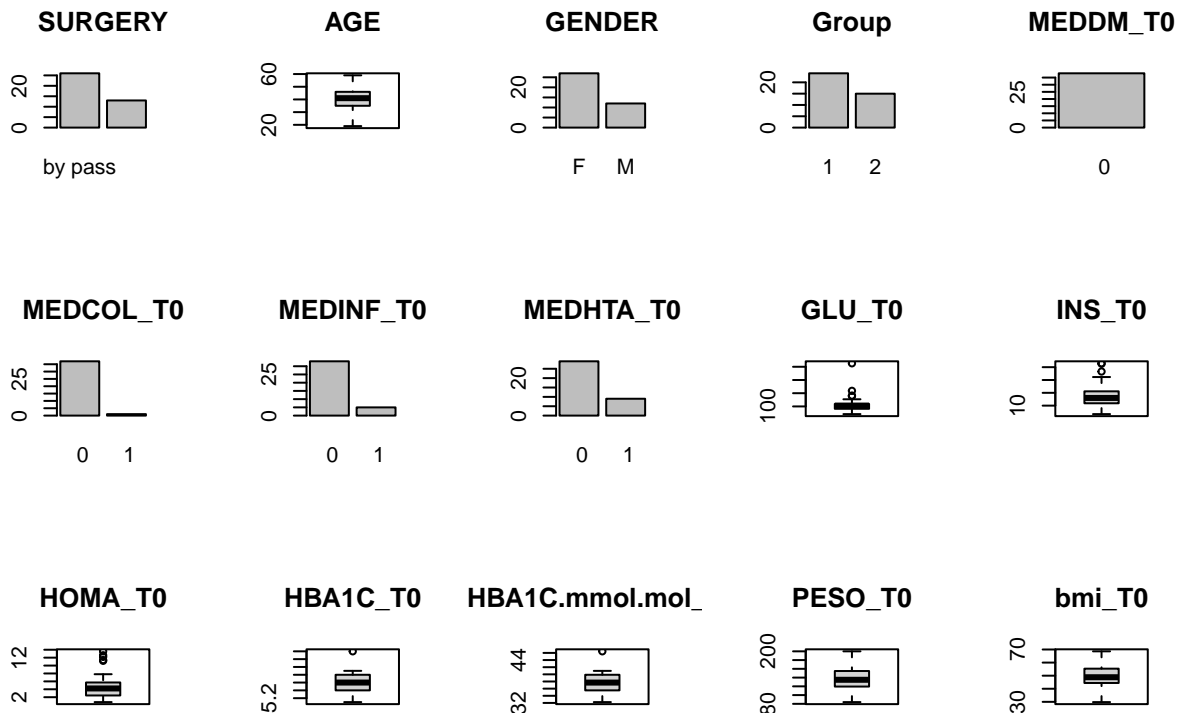 SURGERY AGE GENDER Group MEDDM_T0
20 0 60 20 20 0 20 0 25 0
by pass F M 1 2 0
MEDCOL_T0 MEDINF_T0 MEDHTA_T0 GLU_T0 INS_T0
25 0 25 0 20 0 100 10
0 1 0 1 0 1
HOMA_T0 HBA1C_T0 HBA1C.mmol.mol_ PESO_T0 bmi_T0
12 2 5.2 44 32 200 80 70 30